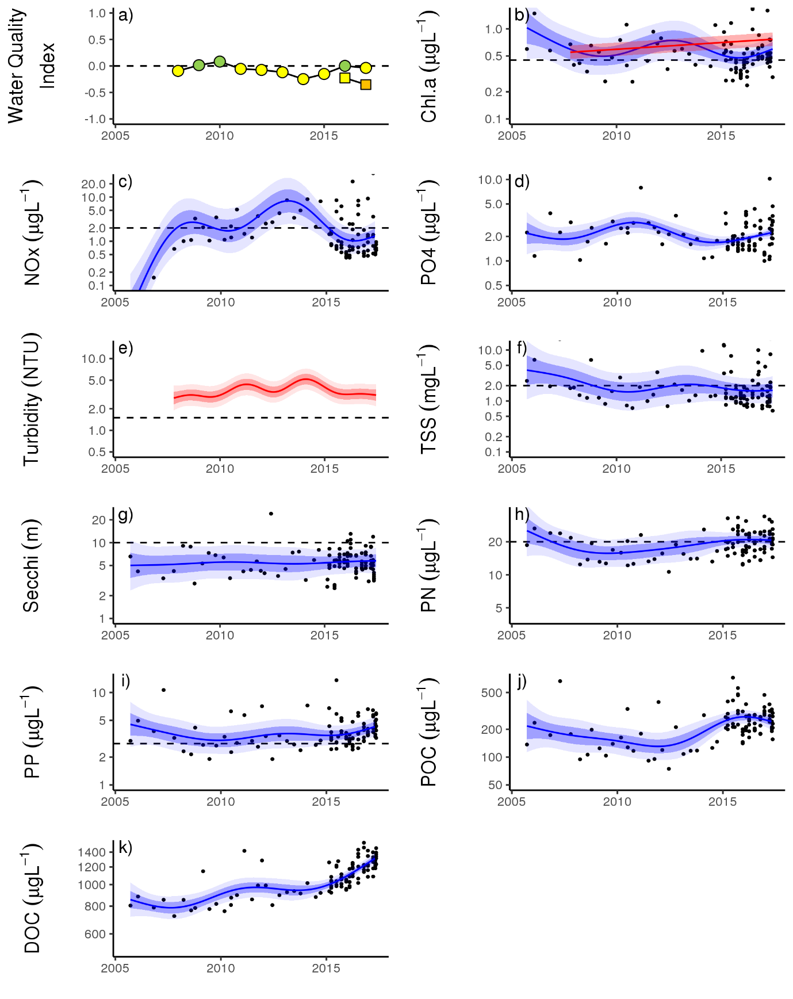 Water Quality
Index
a)
1.0
0.5
0.0
-0.5
-1.0
2005 2010 2015
Chl.a (µgL−1)
b)
1.0
0.5
0.2
0.1
2005 2010 2015
NOx (µgL−1)
c)
20.0
10.0
5.0
2.0
1.0
0.5
0.2
0.1
2005 2010 2015
PO4 (µgL−1)
d)
10.0
5.0
2.0
1.0
0.5
2005 2010 2015
Turbidity (NTU)
e)
10.0
5.0
2.0
1.0
0.5
2005 2010 2015
TSS (mgL−1)
f)
10.0
5.0
2.0
1.0
0.5
0.2
0.1
2005 2010 2015
Secchi (m)
g)
20
10
5
2
1
2005 2010 2015
PN (µgL−1)
h)
20
10
5
2005 2010 2015
PP (µgL−1)
i)
10
5
2
1
2005 2010 2015
POC (µgL−1)
j)
500
200
100
50
2005 2010 2015
DOC (µgL−1)
k)
1400
1200
1000
800
600
2005 2010 2015